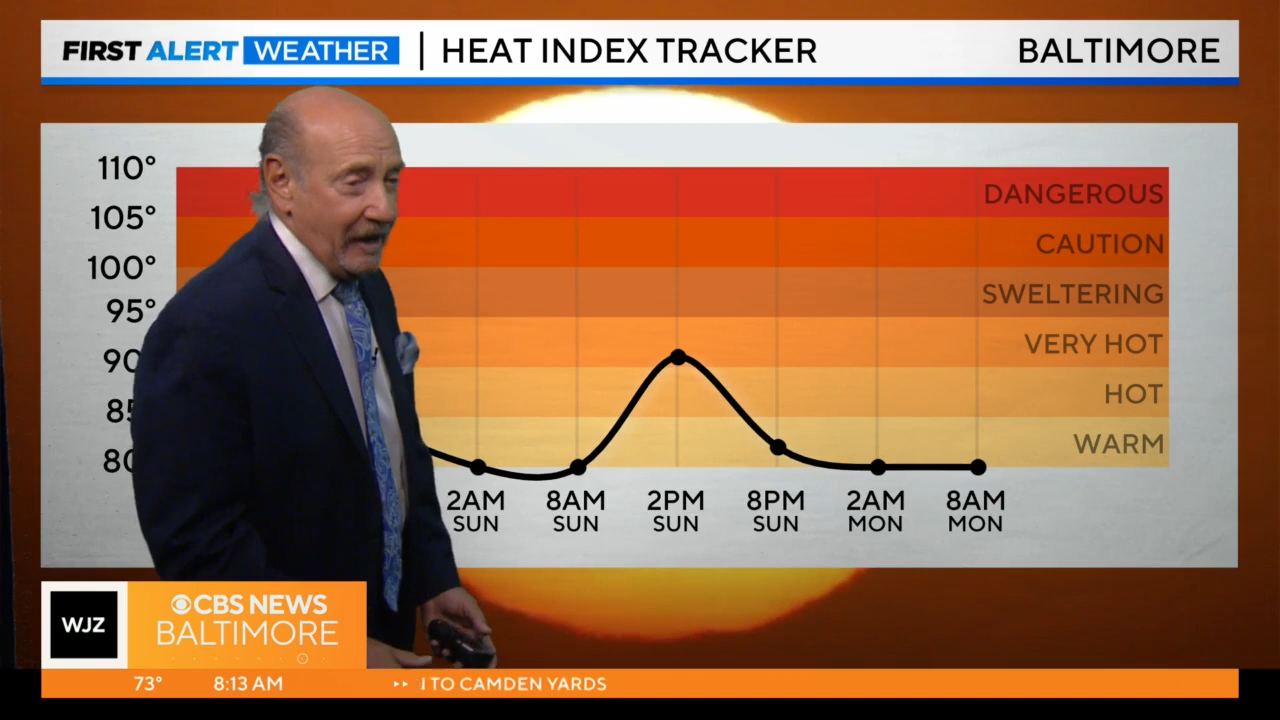 FIRST ALERT WEATHER | HEAT INDEX TRACKER BALTIMORE
110°
105°
100°
95°
90
80
DANGEROUS
CAUTION
SWELTERING
VERY HOT
HOT
WARM
2AM SUN
8AM SUN
2PM SUN
8PM SUN
2AM MON
8AM MON
WJZ
CBS NEWS
BALTIMORE
73° 8:13 AM TO CAMDEN YARDS